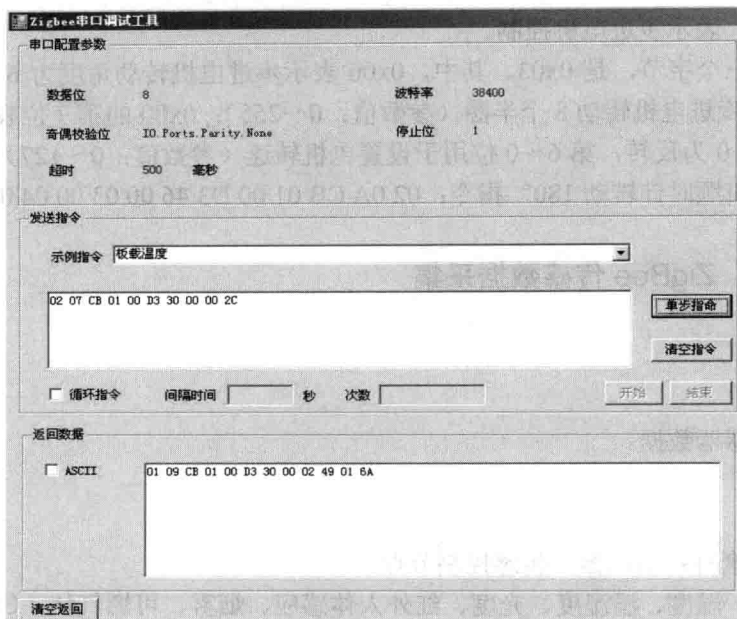 Zigbee串口调试工具
串口配置参数
数据位 8 波特率 38400
奇偶校验位 IO.Ports.Parity.None 停止位 1
超时 500 毫秒
发送指令
示例指令 板载温度
02 07 CB 01 00 D3 30 00 00 2C
单步指命
清空指令
循环指令 间隔时间 秒 次数 开始 结束
返回数据
ASCII 01 09 CB 01 00 D3 30 00 02 49 01 6A
清空返回